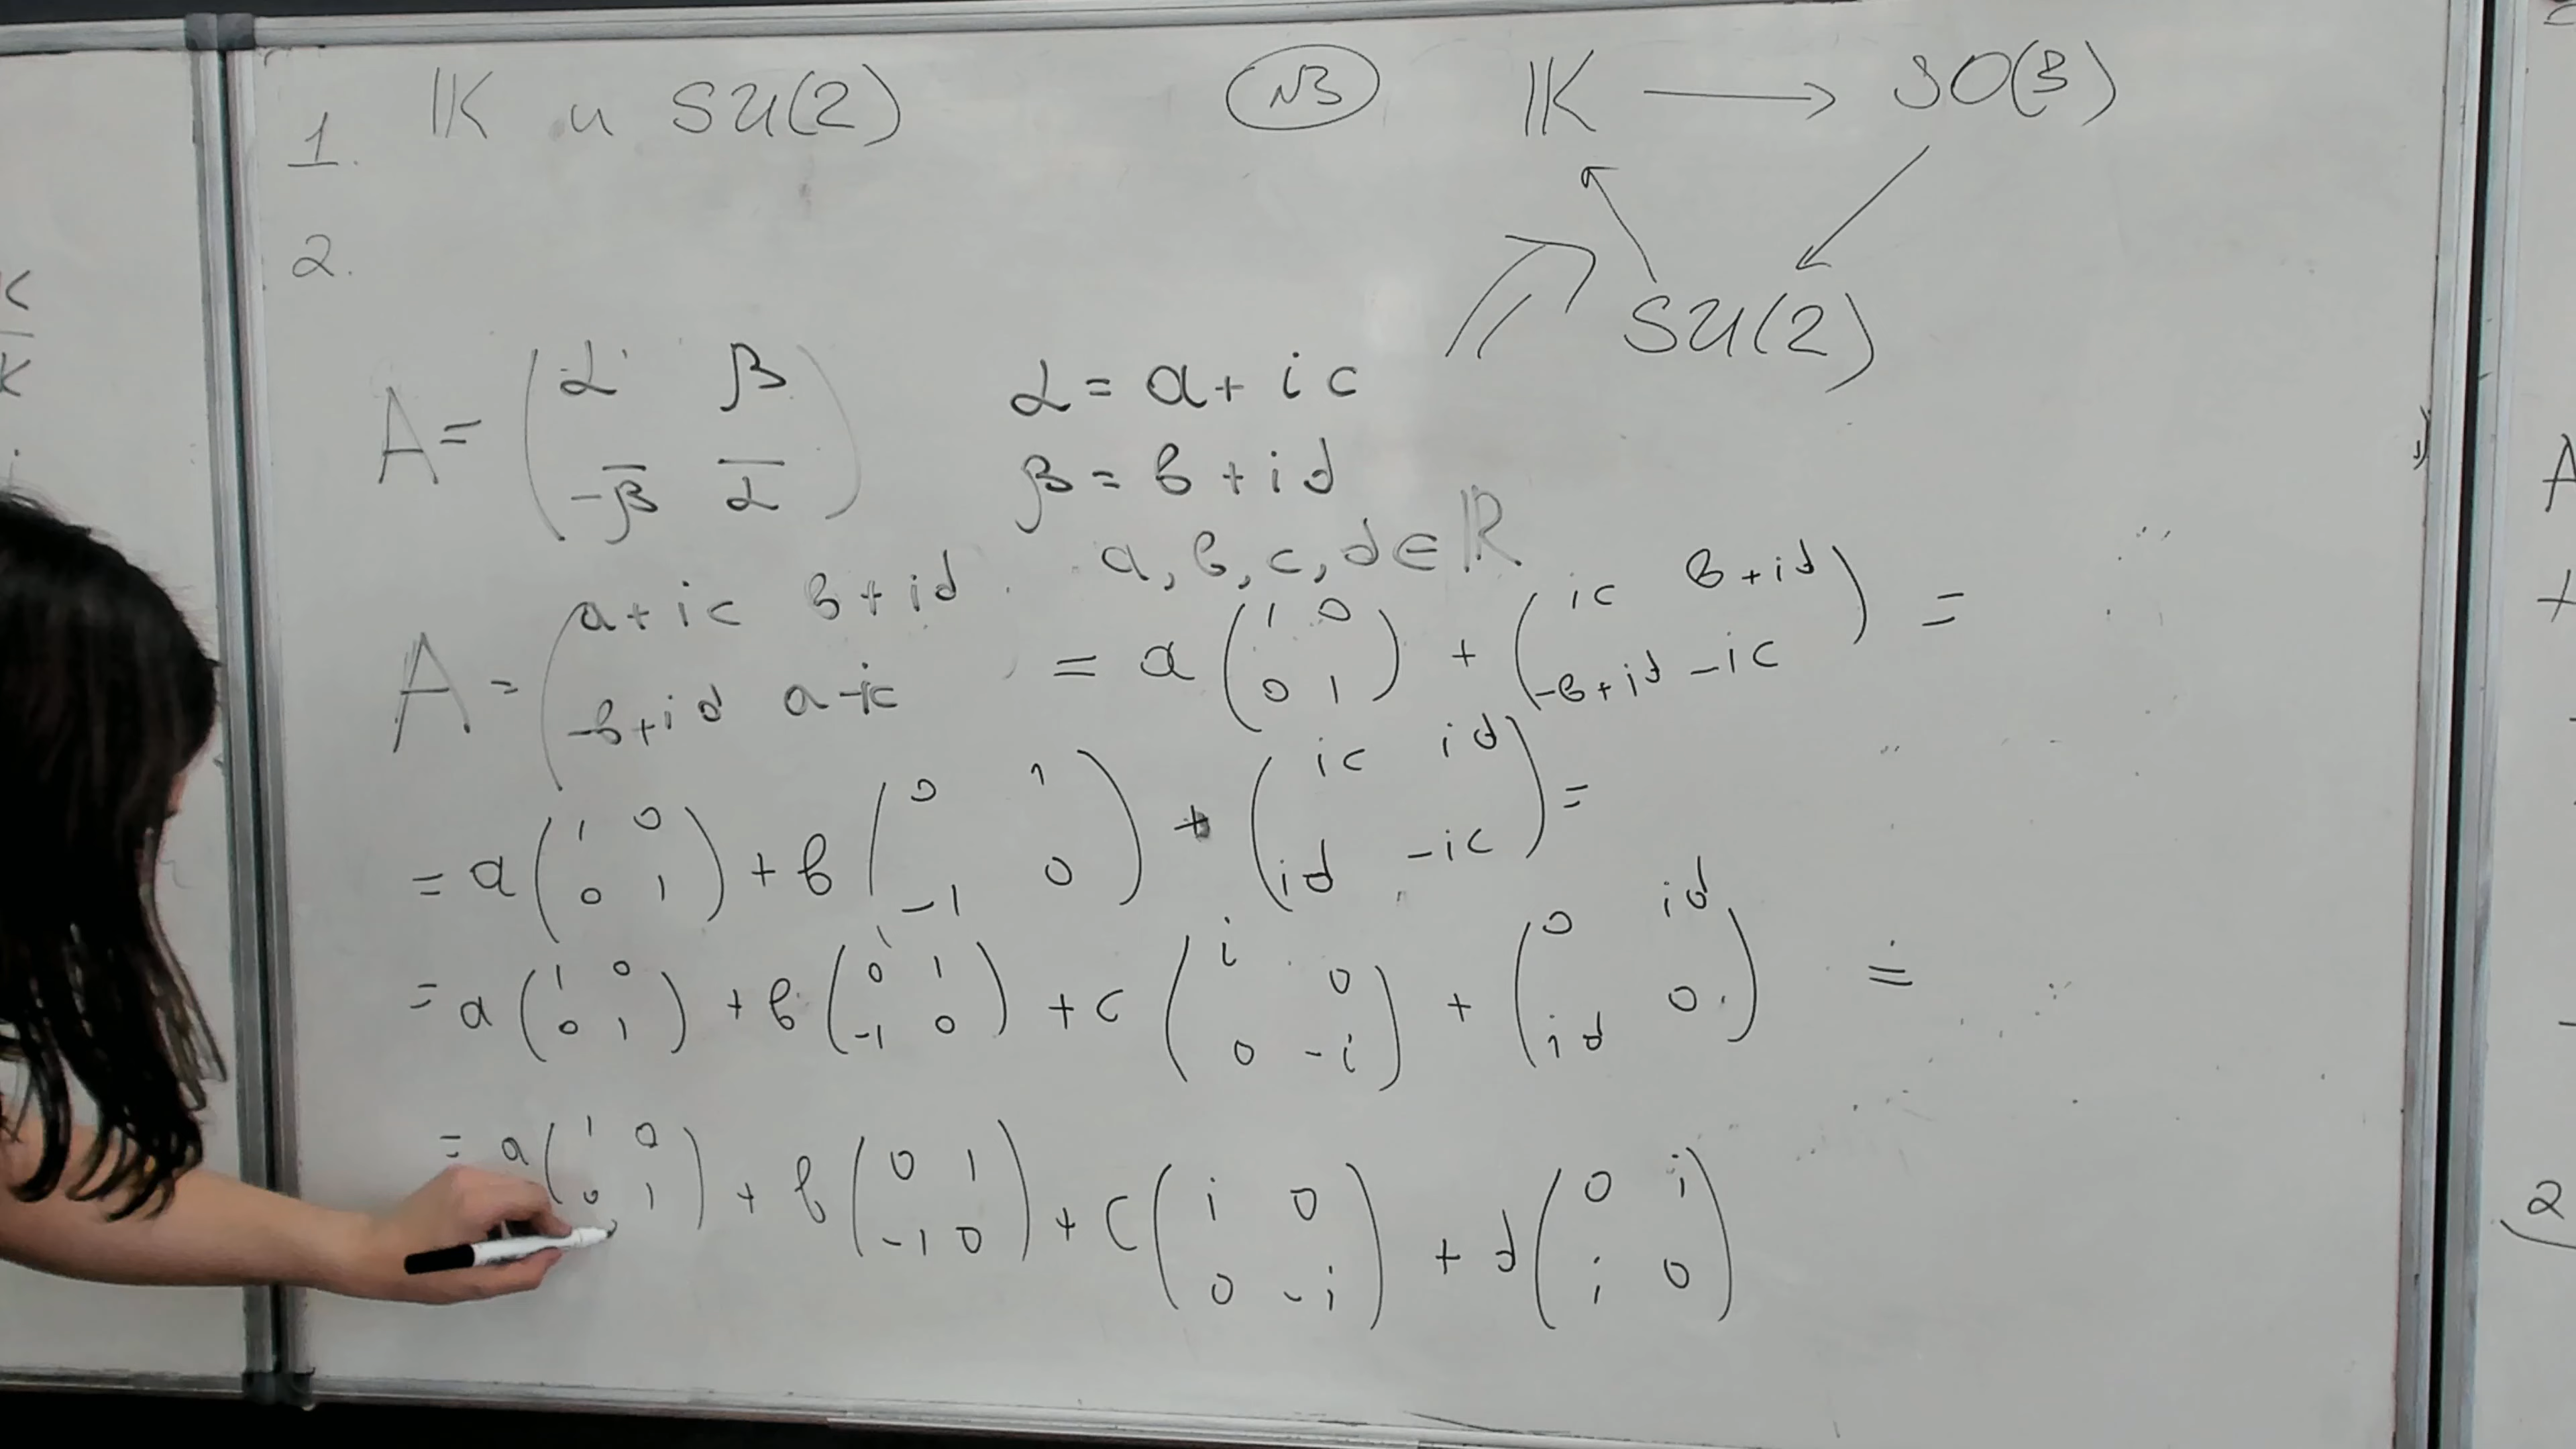 1. 𝕂 и SU(2)
NB 𝕂 → SO(3)
2.
SU(2)
A = ( α β ; -β̅ α̅ ) α = a + ic
β = в + id
a, в, c, d ∈ ℝ
A = ( a+ic в+id ; -в+id a-ic ) = a ( 1 0 ; 0 1 ) + ( ic в+id ; -в+id -ic ) =
= a ( 1 0 ; 0 1 ) + в ( 0 1 ; -1 0 ) + ( ic id ; id -ic ) =
= a ( 1 0 ; 0 1 ) + в ( 0 1 ; -1 0 ) + c ( i 0 ; 0 -i ) + ( 0 id ; id 0 ) =
= a ( 1 0 ; 0 1 ) + в ( 0 1 ; -1 0 ) + c ( i 0 ; 0 -i ) + d ( 0 i ; i 0 )